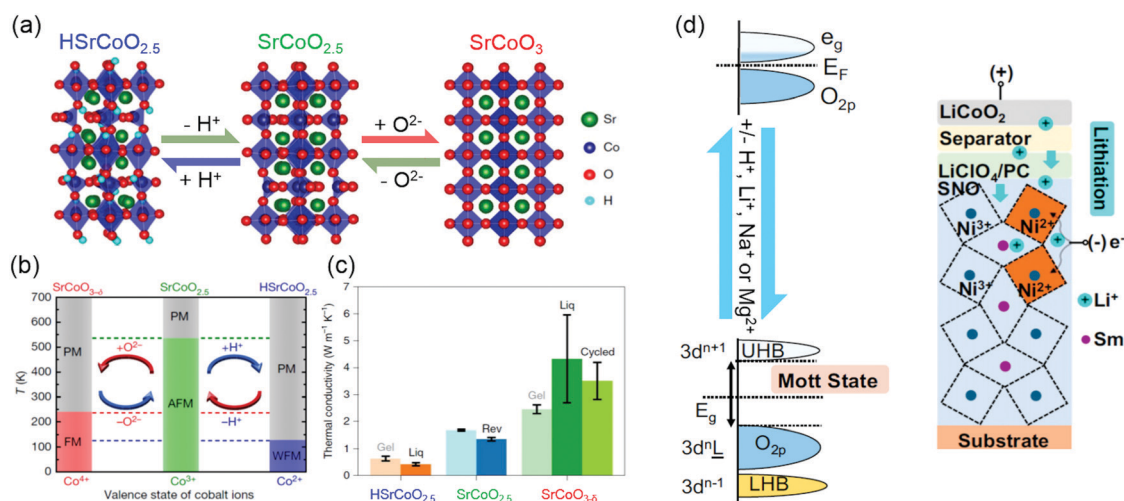 (a)
HSrCoO2.5
SrCoO2.5
SrCoO3
- H+
+ H+
+ O2-
- O2-
Sr
Co
O
H
(b)
SrCoO3-δ
SrCoO2.5
HSrCoO2.5
700
600
500
400
300
200
100
0
T (K)
PM
FM
PM
AFM
PM
WFM
+O2-
−O2-
+H+
−H+
Co4+
Co3+
Co2+
Valence state of cobalt ions
(c)
7
6
5
4
3
2
1
0
Thermal conductivity (W m−1 K−1)
Gel
Liq
Rev
Gel
Liq
Cycled
HSrCoO2.5
SrCoO2.5
SrCoO3-δ
(d)
eg
EF
O2p
+/- H+, Li+, Na+ or Mg2+
3dn+1
UHB
Mott State
Eg
3dnL
O2p
3dn-1
LHB
(+)
LiCoO2
Separator
LiClO4/PC
SNO
Lithiation
Ni3+
Ni2+
(-) e-
Ni3+
Ni2+
Li+
Sm
Substrate